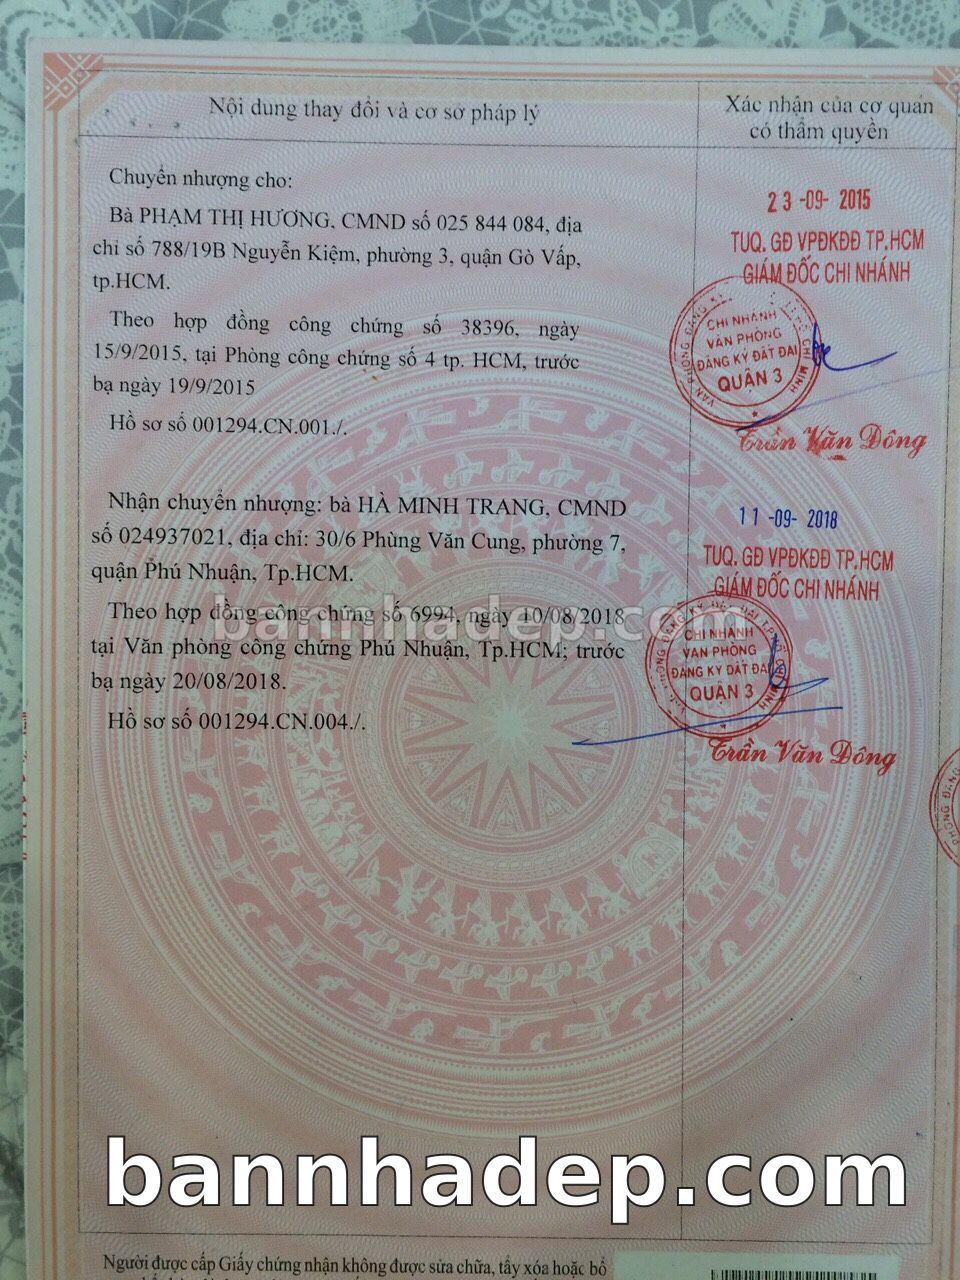 Nội dung thay đổi và cơ sơ pháp lý
Xác nhận của cơ quan
có thẩm quyền
Chuyển nhượng cho:
Bà PHẠM THỊ HƯƠNG, CMND số 025 844 084, địa
chỉ số 788/19B Nguyễn Kiệm, phường 3, quận Gò Vấp,
tp.HCM.
Theo hợp đồng công chứng số 38396, ngày
15/9/2015, tại Phòng công chứng số 4 tp. HCM, trước
bạ ngày 19/9/2015
Hồ sơ số 001294.CN.001./.
23 -09- 2015
TUQ. GĐ VPĐKĐĐ TP.HCM
GIÁM ĐỐC CHI NHÁNH
CHI NHÁNH
VĂN PHÒNG
ĐĂNG KÝ ĐẤT ĐAI
QUẬN 3
Trần Văn Đông
Nhận chuyển nhượng: bà HÀ MINH TRANG, CMND
số 024937021, địa chỉ: 30/6 Phùng Văn Cung, phường 7,
quận Phú Nhuận, Tp.HCM.
Theo hợp đồng công chứng số 6994, ngày 10/08/2018
tại Văn phòng công chứng Phú Nhuận, Tp.HCM; trước
bạ ngày 20/08/2018.
Hồ sơ số 001294.CN.004./.
11 -09- 2018
TUQ. GĐ VPĐKĐĐ TP.HCM
GIÁM ĐỐC CHI NHÁNH
CHI NHÁNH
VĂN PHÒNG
ĐĂNG KÝ ĐẤT ĐAI
QUẬN 3
Trần Văn Đông
bannhadep.com
bannhadep.com
Người được cấp Giấy chứng nhận không được sửa chữa, tẩy xóa hoặc bổ